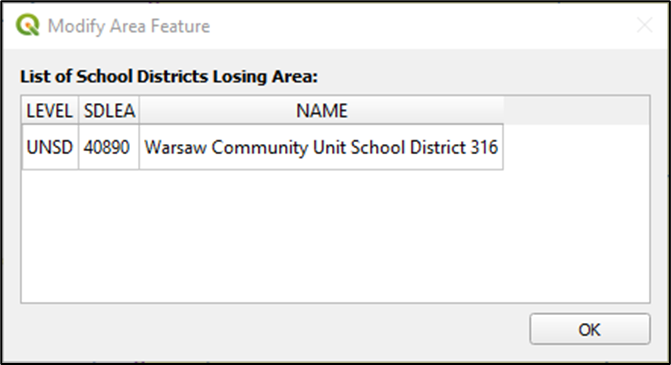 Modify Area Feature
List of School Districts Losing Area:
LEVEL SDLEA NAME
UNSD 40890 Warsaw Community Unit School District 316
OK